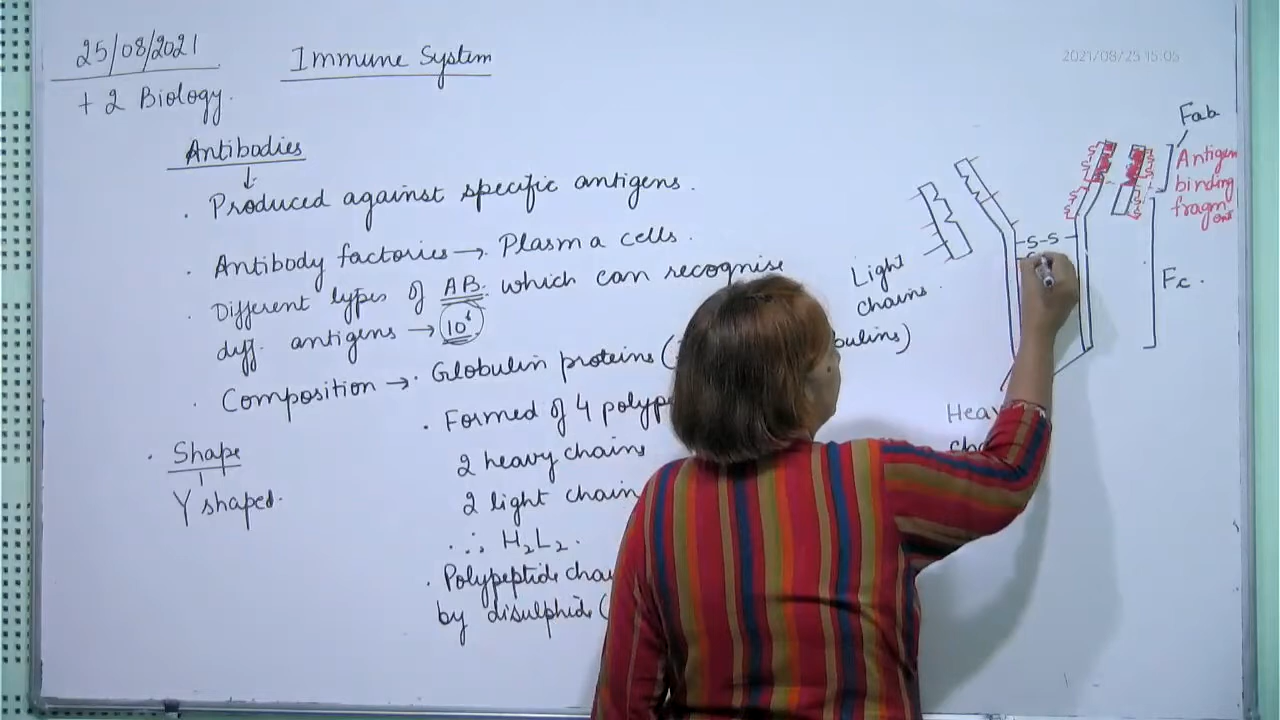 25/08/2021
Immune System
2021/08/25 15:05
+ 2 Biology.
Antibodies
. Produced against specific antigens.
. Antibody factories → Plasma cells.
. Different types of AB. which can recognise
diff. antigens → 10⁶
. Composition → . Globulin proteins ( bulins)
. Formed of 4 polype
2 heavy chains
2 light chain
∴ H₂L₂.
. Polypeptide chai
by disulphide (
. Shape
Y shaped.
Light
chains.
Heav
cha
S-S
Fab
Antigen
binding
fragment
Fc.